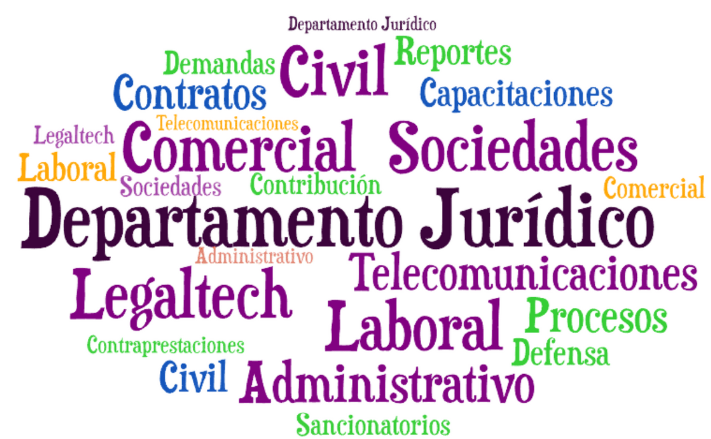 Departamento Jurídico
Demandas Civil Reportes
Contratos Capacitaciones
Telecomunicaciones
Legaltech Comercial Sociedades
Laboral
Sociedades Contribución Comercial
Departamento Jurídico
Administrativo
Legaltech Telecomunicaciones
Laboral Procesos
Contraprestaciones Defensa
Civil Administrativo
Sancionatorios